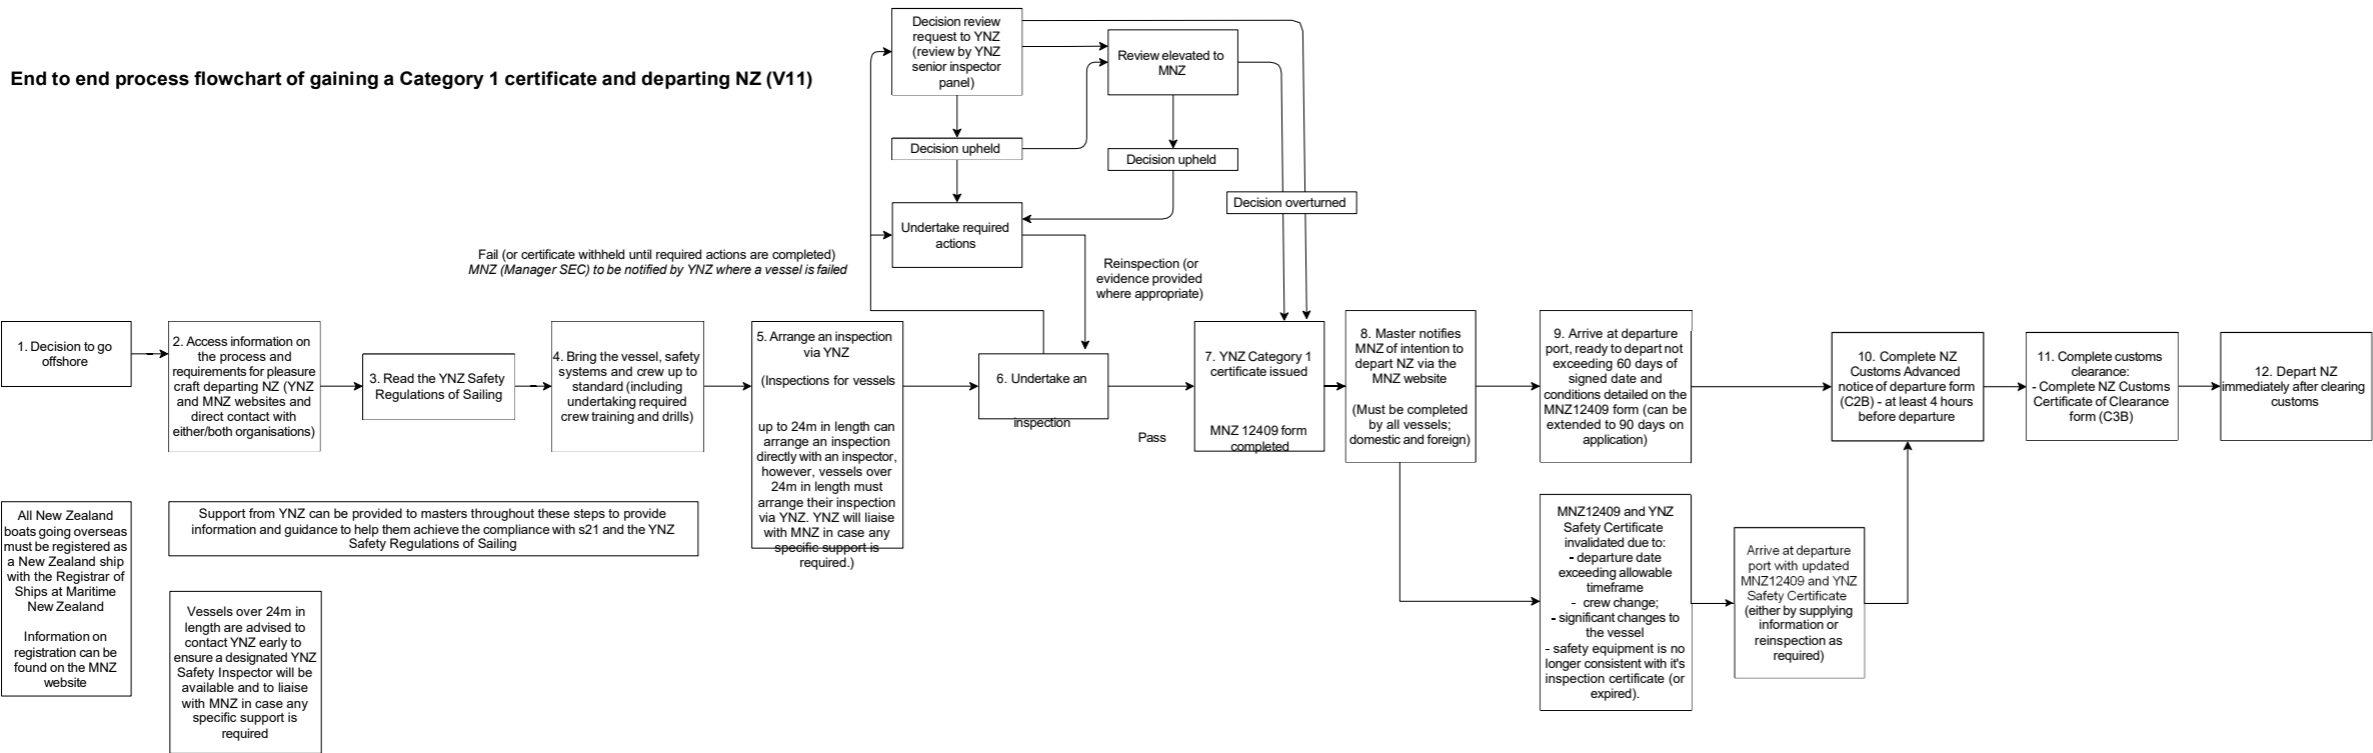 End to end process flowchart of gaining a Category 1 certificate and departing NZ (V11)
Decision review
request to YNZ
(review by YNZ
senior inspector
panel)
Review elevated to
MNZ
Decision upheld
Decision upheld
Decision overturned
Undertake required
actions
Fail (or certificate withheld until required actions are completed)
MNZ (Manager SEC) to be notified by YNZ where a vessel is failed
Reinspection (or
evidence provided
where appropriate)
1. Decision to go
offshore
2. Access information on
the process and
requirements for pleasure
craft departing NZ (YNZ
and MNZ websites and
direct contact with
either/both organisations)
3. Read the YNZ Safety
Regulations of Sailing
4. Bring the vessel, safety
systems and crew up to
standard (including
undertaking required
crew training and drills)
5. Arrange an inspection
via YNZ
(Inspections for vessels
up to 24m in length can
arrange an inspection
directly with an inspector,
however, vessels over
24m in length must
arrange their inspection
via YNZ. YNZ will liaise
with MNZ in case any
specific support is
required.)
6. Undertake an
inspection
Pass
7. YNZ Category 1
certificate issued
MNZ 12409 form
completed
8. Master notifies
MNZ of intention to
depart NZ via the
MNZ website
(Must be completed
by all vessels;
domestic and foreign)
9. Arrive at departure
port, ready to depart not
exceeding 60 days of
signed date and
conditions detailed on the
MNZ12409 form (can be
extended to 90 days on
application)
10. Complete NZ
Customs Advanced
notice of departure form
(C2B) - at least 4 hours
before departure
11. Complete customs
clearance:
- Complete NZ Customs
Certificate of Clearance
form (C3B)
12. Depart NZ
immediately after clearing
customs
All New Zealand
boats going overseas
must be registered as
a New Zealand ship
with the Registrar of
Ships at Maritime
New Zealand
Information on
registration can be
found on the MNZ
website
Support from YNZ can be provided to masters throughout these steps to provide
information and guidance to help them achieve the compliance with s21 and the YNZ
Safety Regulations of Sailing
Vessels over 24m in
length are advised to
contact YNZ early to
ensure a designated YNZ
Safety Inspector will be
available and to liaise
with MNZ in case any
specific support is
required
MNZ12409 and YNZ
Safety Certificate
invalidated due to:
- departure date
exceeding allowable
timeframe
- crew change;
- significant changes to
the vessel
- safety equipment is no
longer consistent with it's
inspection certificate (or
expired).
Arrive at departure
port with updated
MNZ12409 and YNZ
Safety Certificate
(either by supplying
information or
reinspection as
required)